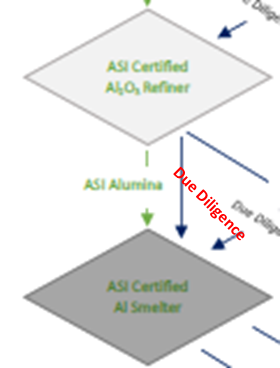 ASI Certified
Al₂O₃ Refiner
ASI Alumina
Due Diligence
ASI Certified
Al Smelter